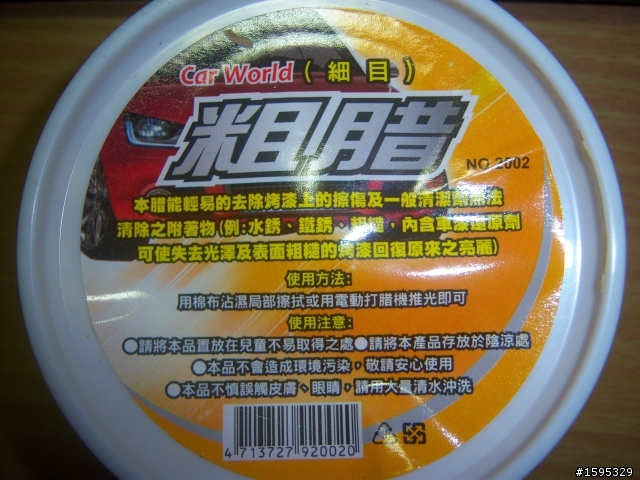 Car World (細目)
粗腊
NO 2002
本腊能輕易的去除烤漆上的擦傷及一般清潔劑無法
清除之附著物(例:水銹、鐵銹、,內含車漆還原劑
可使失去光澤及表面粗糙的烤漆回復原來之亮麗)
使用方法:
用棉布沾濕局部擦拭或用電動打腊機推光即可
使用注意:
●請將本品置放在兒童不易取得之處●請將本產品存放於陰涼處
●本品不會造成環境污染,敬請安心使用
●本品不慎誤觸皮膚、眼睛,請用大量清水沖洗
4 713727 920020
#1595329